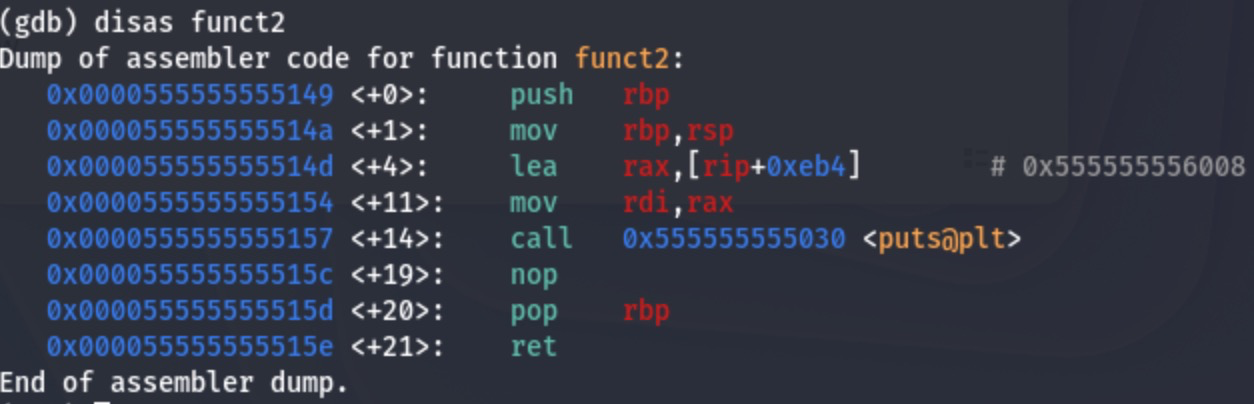 (gdb) disas funct2
Dump of assembler code for function funct2:
   0x0000555555555149 <+0>:     push   rbp
   0x000055555555514a <+1>:     mov    rbp,rsp
   0x000055555555514d <+4>:     lea    rax,[rip+0xeb4]        # 0x555555556008
   0x0000555555555154 <+11>:    mov    rdi,rax
   0x0000555555555157 <+14>:    call   0x555555555030 <puts@plt>
   0x000055555555515c <+19>:    nop
   0x000055555555515d <+20>:    pop    rbp
   0x000055555555515e <+21>:    ret
End of assembler dump.